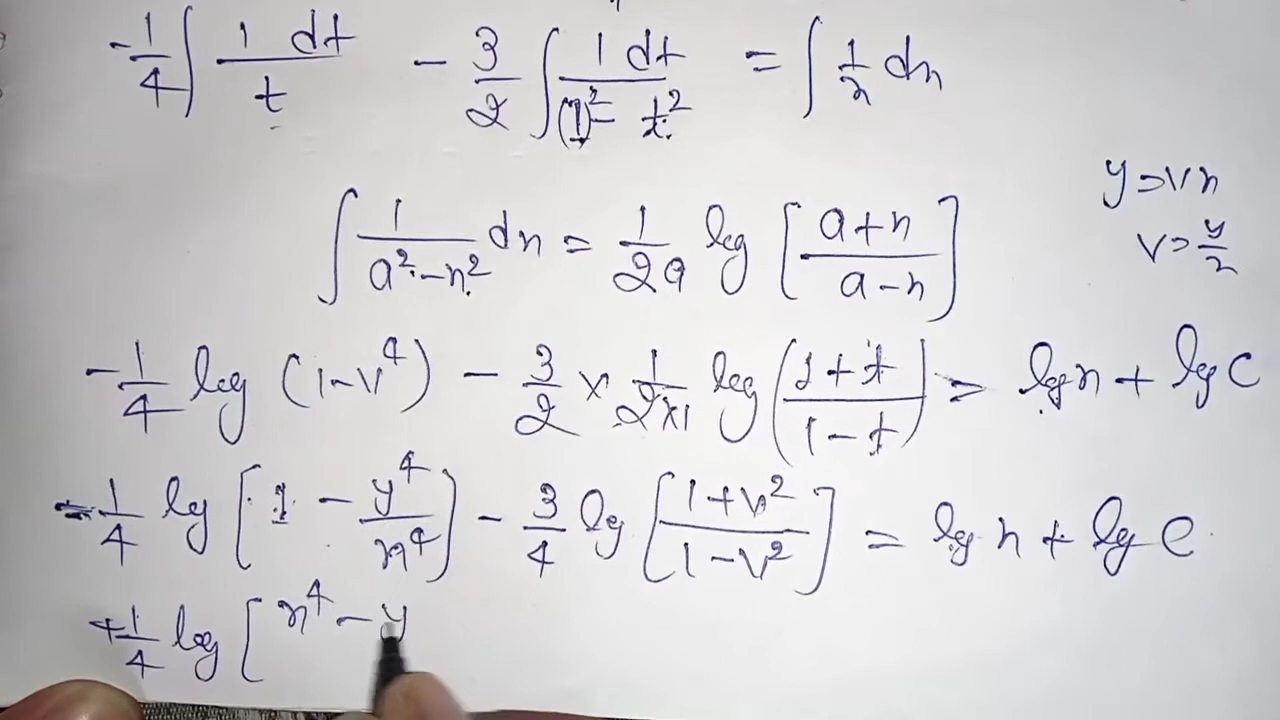 -1/4 ∫ 1 dt/t - 3/2 ∫ 1 dt/((1)² - t²) = ∫ 1/x dx
y = vx
∫ 1/(a² - x²) dx = 1/2a log [(a+x)/(a-x)]
v = y/x
-1/4 log (1-v⁴) - 3/2 × 1/(2×1) log ((1+t)/(1-t)) = log x + log c
-1/4 log [1 - y⁴/x⁴] - 3/4 log [(1+v²)/(1-v²)] = log x + log c
+1/4 log [x⁴ - y